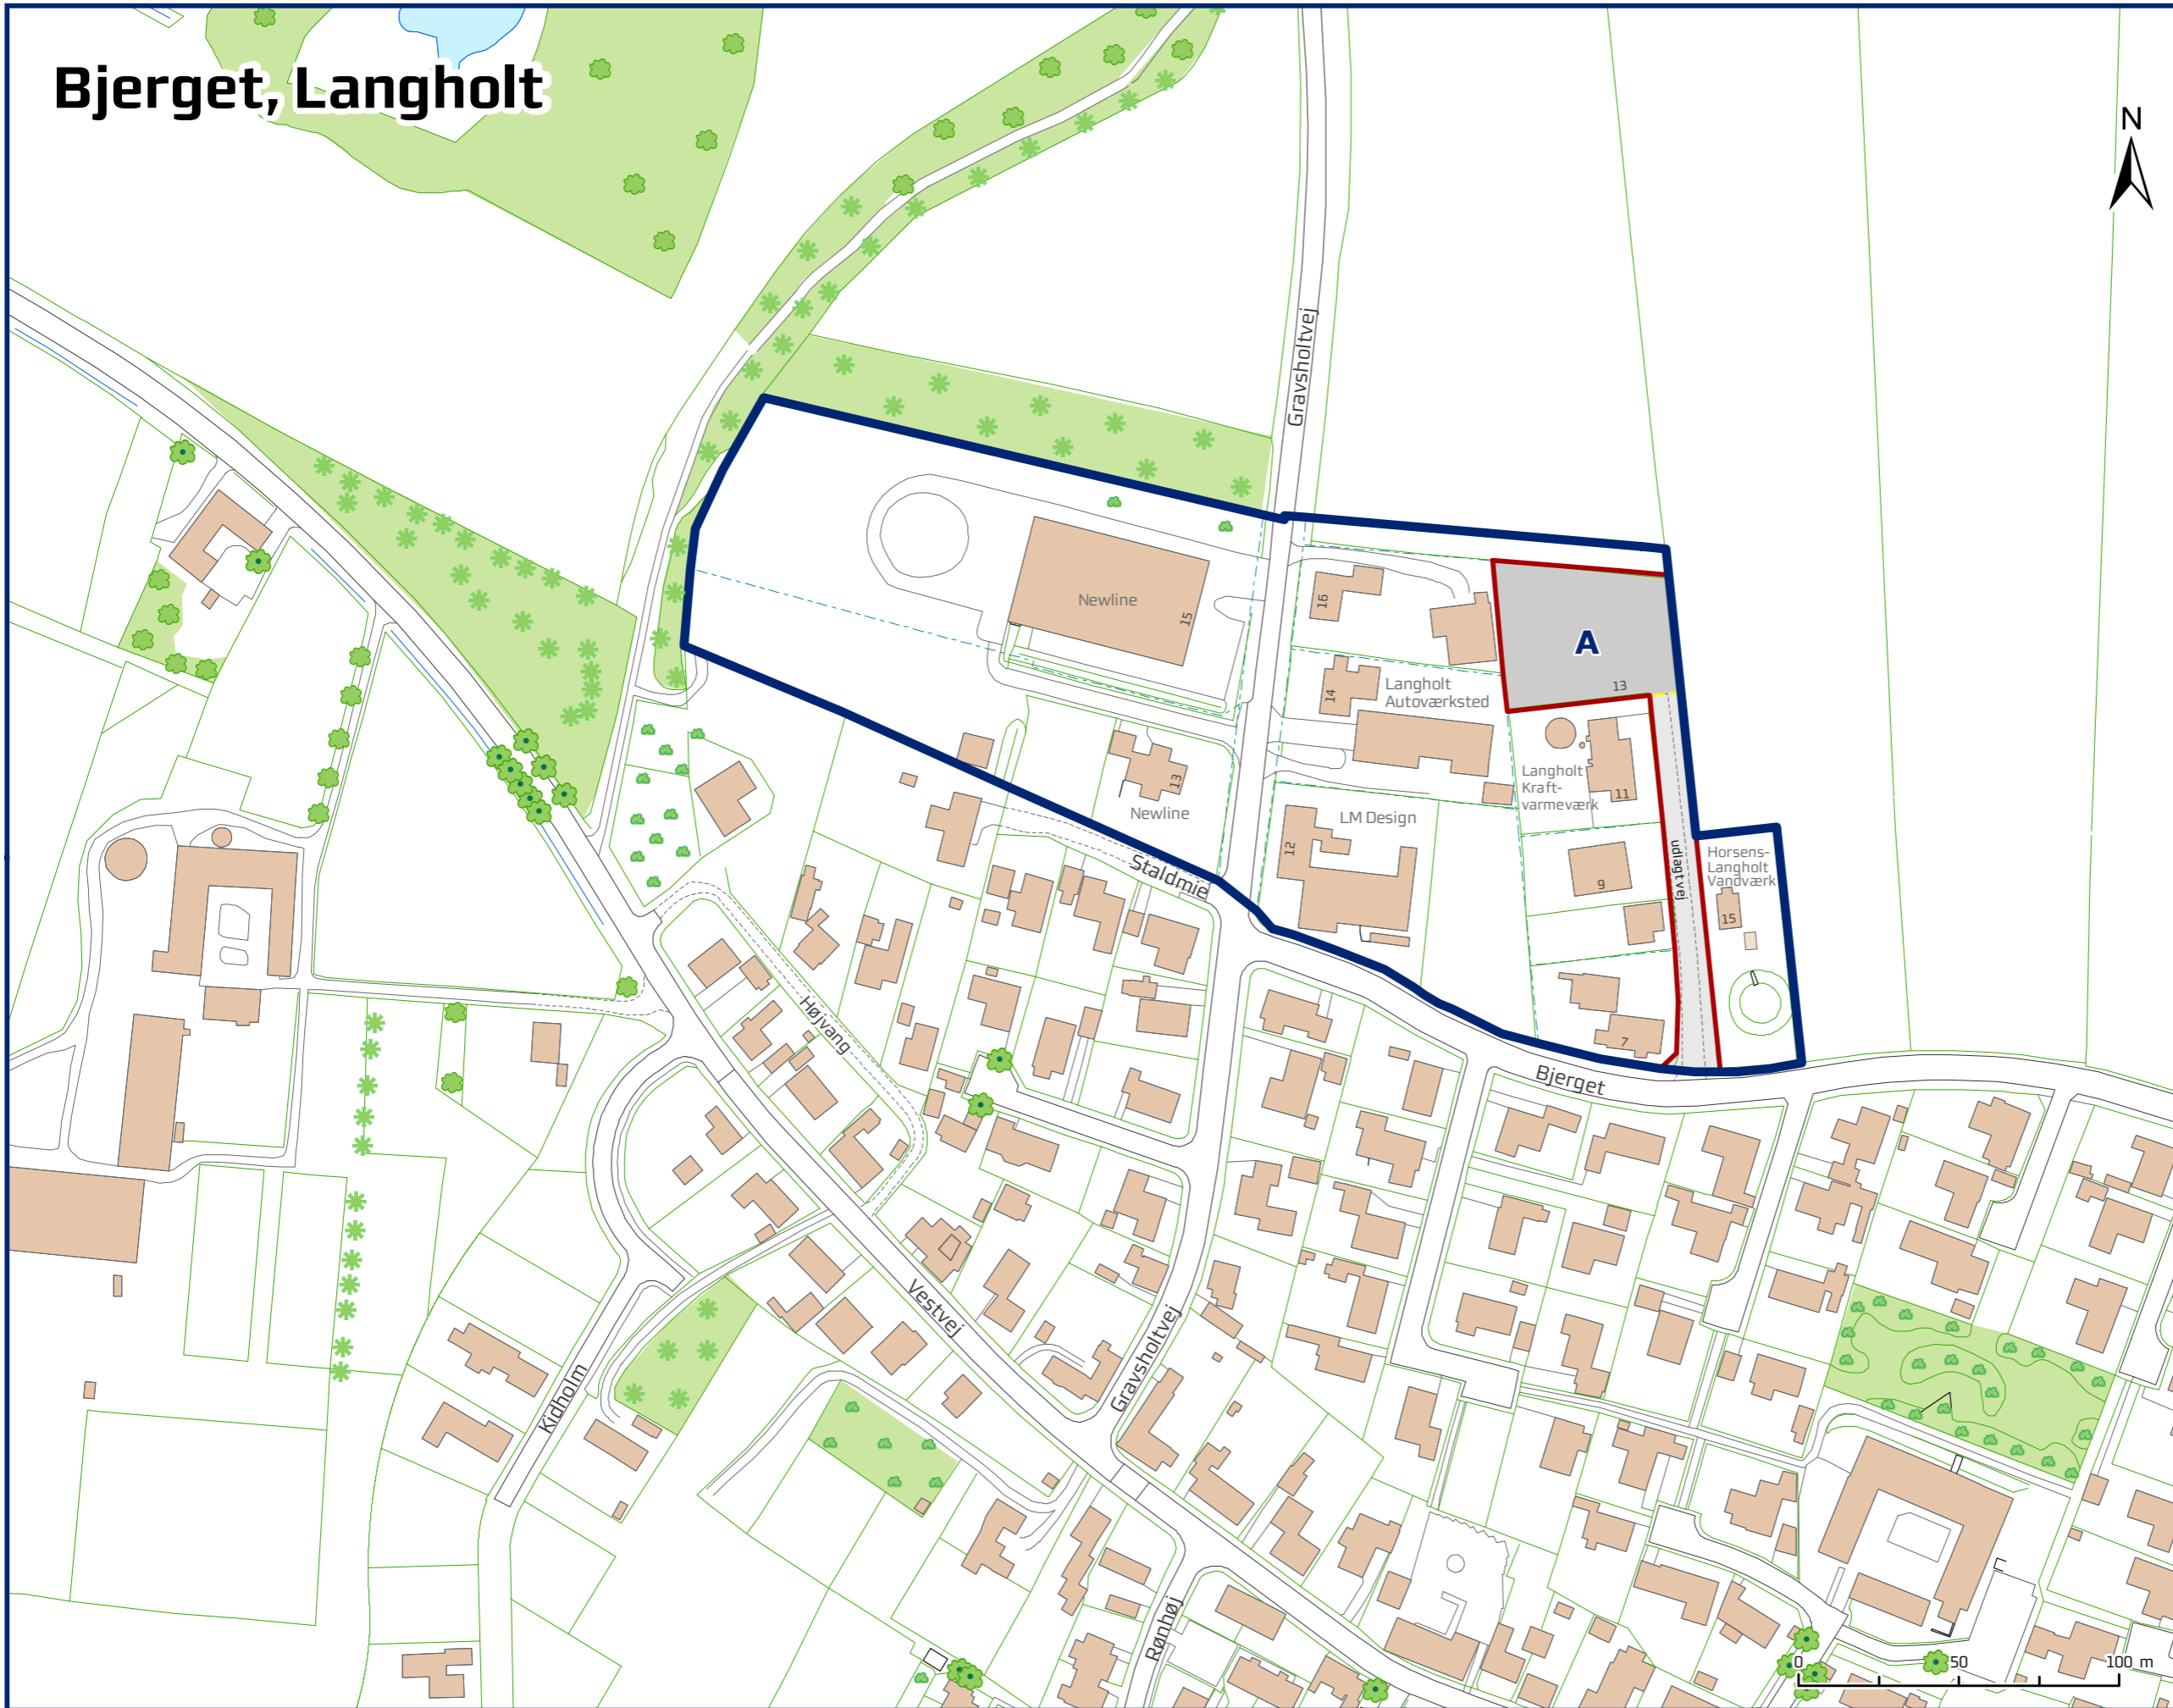 Bjerget, Langholt
N
Gravsholtvej
Newline
15
16
A
13
14
Langholt
Autoværksted
Langholt
Kraft-
varmeværk
11
Newline
13
LM Design
12
Staldmie
9
udlagt vej
Horsens-
Langholt
Vandværk
15
7
Højvang
Bjerget
Vestvej
Gravsholtvej
Kidholm
Rønhøj
0
50
100 m